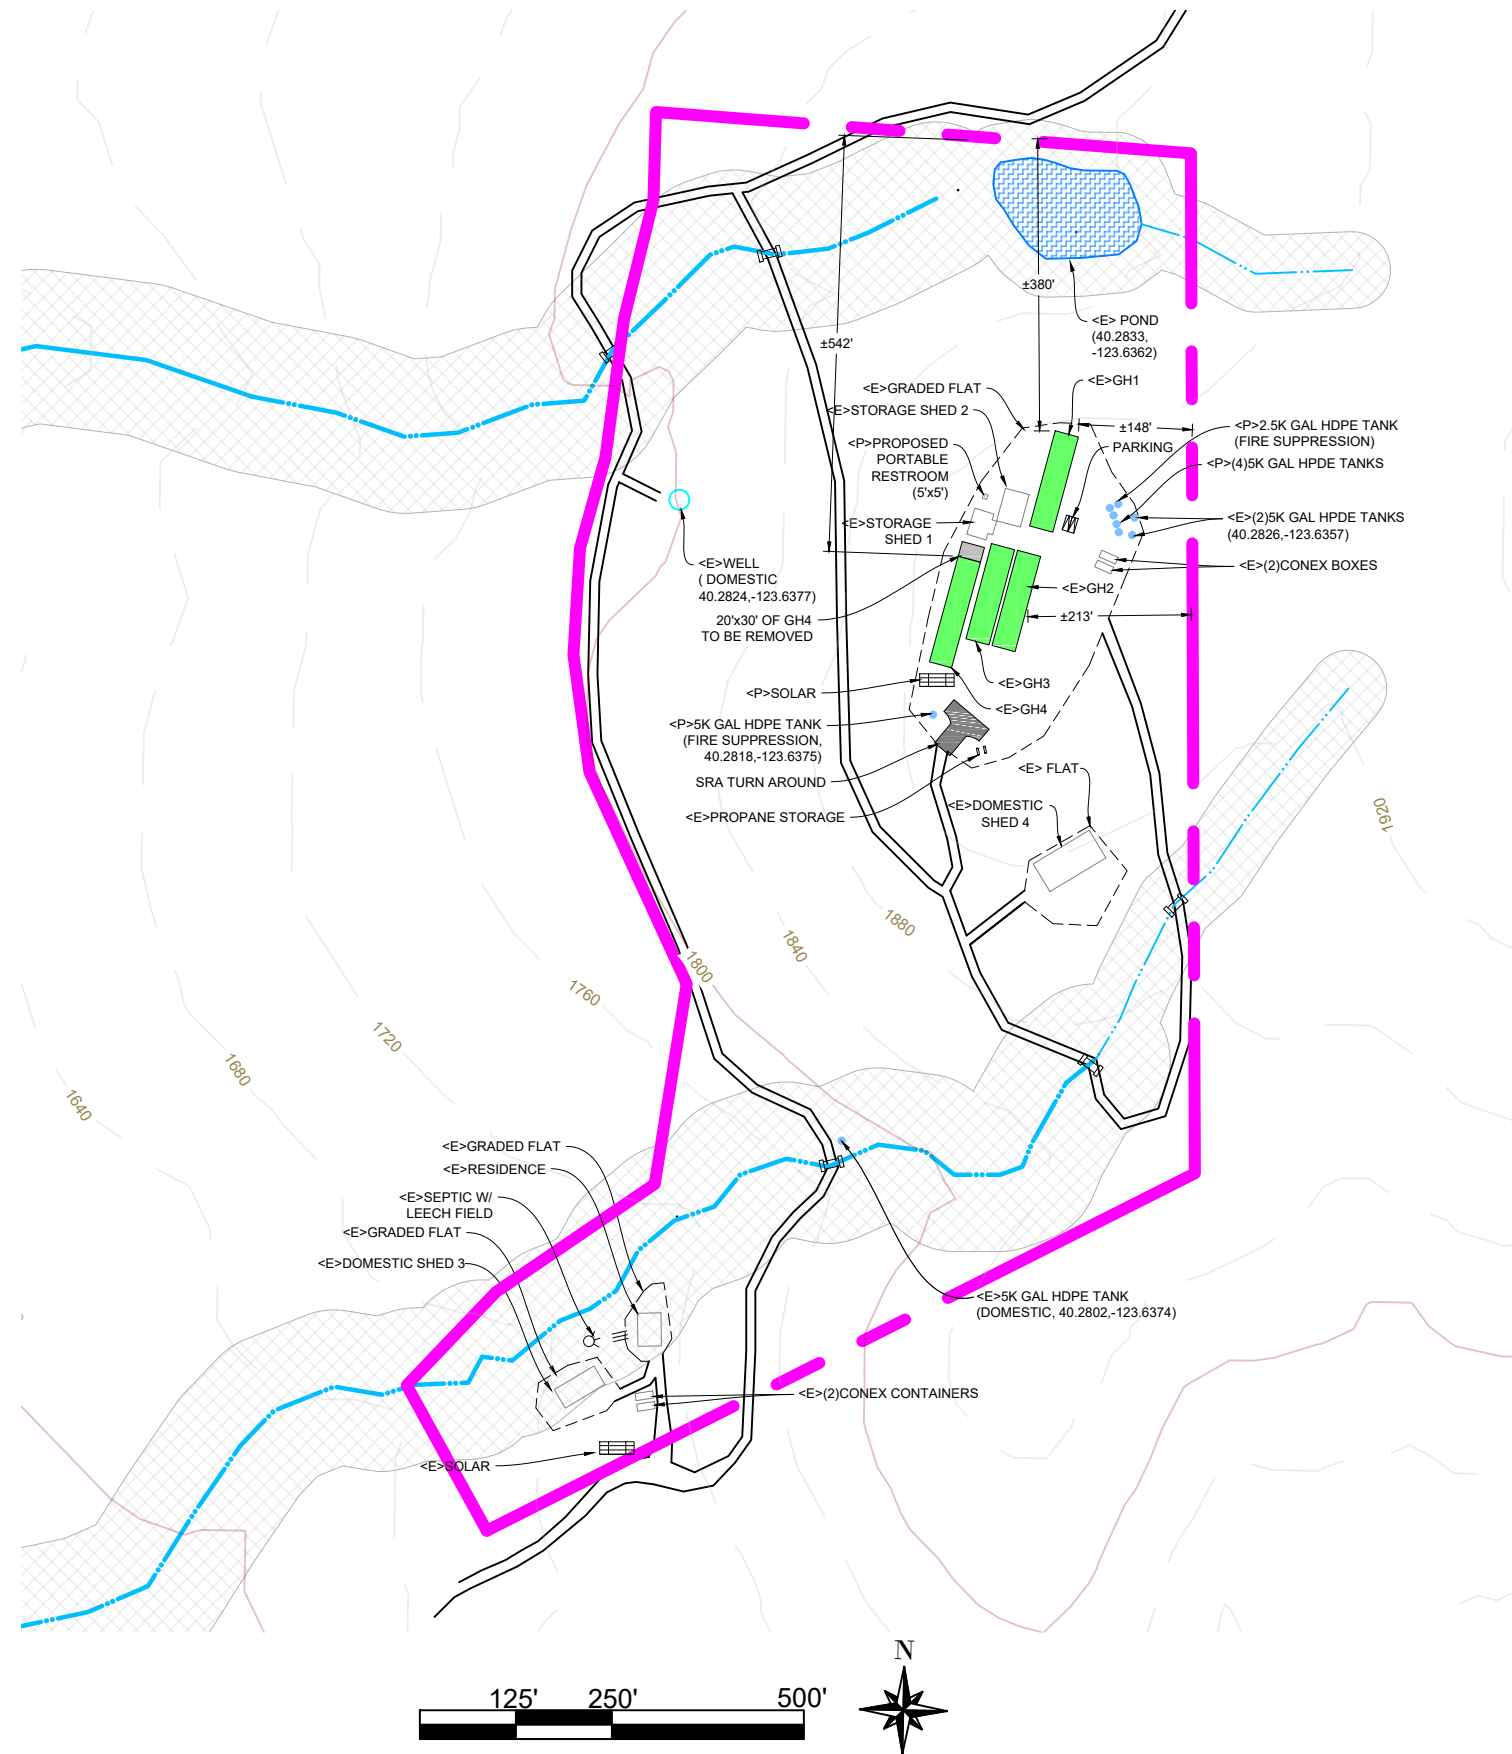 ±380'
<E> POND
(40.2833,
-123.6362)
±542'
<E>GH1
<E>GRADED FLAT
<E>STORAGE SHED 2
±148'
<P>2.5K GAL HDPE TANK
(FIRE SUPPRESSION)
<P>PROPOSED
PORTABLE
RESTROOM
(5'x5')
PARKING
<P>(4)5K GAL HPDE TANKS
<E>STORAGE
SHED 1
<E>(2)5K GAL HPDE TANKS
(40.2826,-123.6357)
<E>WELL
( DOMESTIC
40.2824,-123.6377)
<E>(2)CONEX BOXES
<E>GH2
20'x30' OF GH4
TO BE REMOVED
±213'
<E>GH3
<P>SOLAR
<E>GH4
<P>5K GAL HDPE TANK
(FIRE SUPPRESSION,
40.2818,-123.6375)
SRA TURN AROUND
<E> FLAT
<E>PROPANE STORAGE
<E>DOMESTIC
SHED 4
1920
1880
1840
1800
1760
1720
1680
1640
<E>GRADED FLAT
<E>RESIDENCE
<E>SEPTIC W/
LEECH FIELD
<E>GRADED FLAT
<E>DOMESTIC SHED 3
<E>5K GAL HDPE TANK
(DOMESTIC, 40.2802,-123.6374)
<E>(2)CONEX CONTAINERS
<E>SOLAR
N
125'
250'
500'